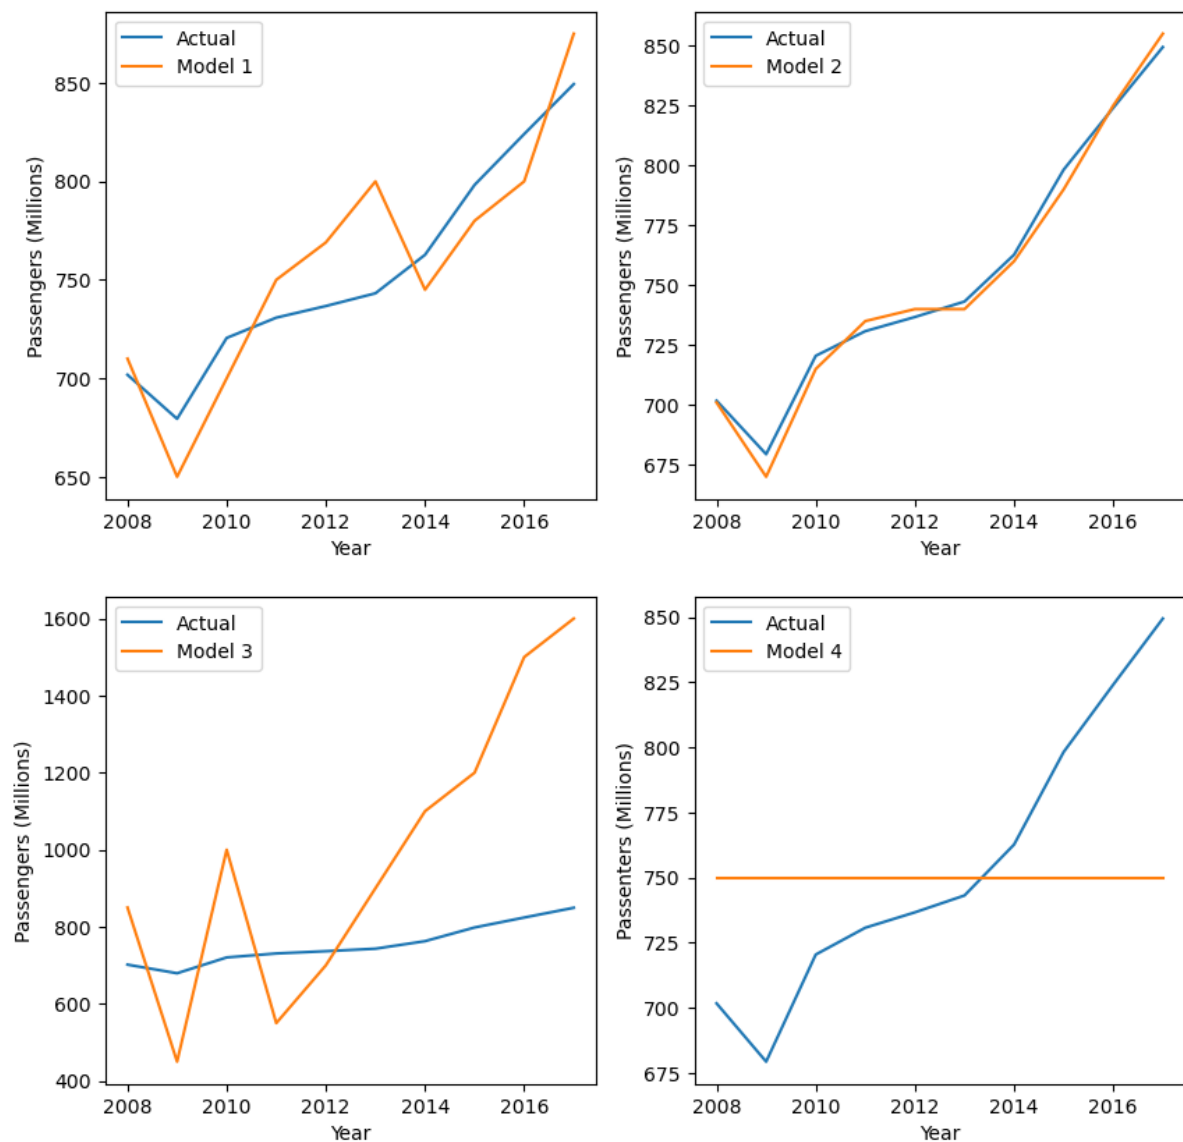 Actual
Model 1
Passengers (Millions)
850
800
750
700
650
2008 2010 2012 2014 2016
Year
Actual
Model 2
Passengers (Millions)
850
825
800
775
750
725
700
675
2008 2010 2012 2014 2016
Year
Actual
Model 3
Passengers (Millions)
1600
1400
1200
1000
800
600
400
2008 2010 2012 2014 2016
Year
Actual
Model 4
Passenters (Millions)
850
825
800
775
750
725
700
675
2008 2010 2012 2014 2016
Year